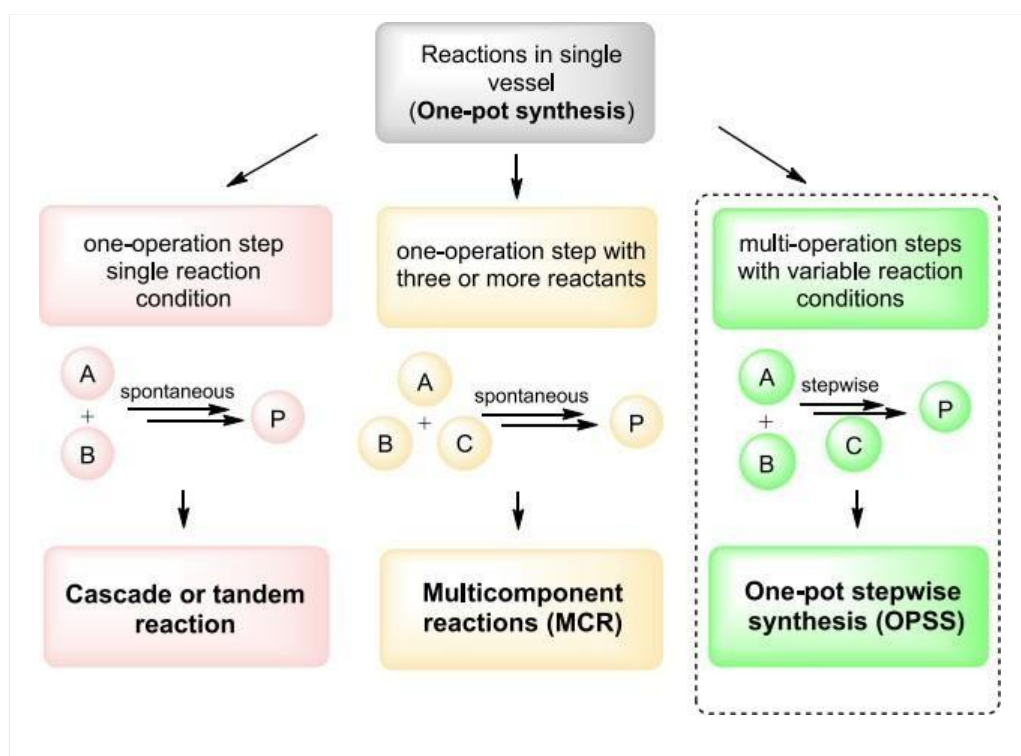 Reactions in single
vessel
(One-pot synthesis)
one-operation step
single reaction
condition
A
+
B
spontaneous
P
Cascade or tandem
reaction
one-operation step with
three or more reactants
A
B + C
spontaneous
P
Multicomponent
reactions (MCR)
multi-operation steps
with variable reaction
conditions
A
+
B
stepwise
C
P
One-pot stepwise
synthesis (OPSS)